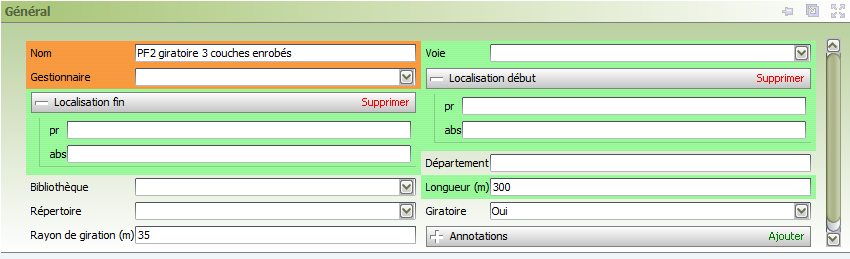 Général
Nom PF2 giratoire 3 couches enrobés
Gestionnaire
Localisation fin Supprimer
pr
abs
Bibliothèque
Répertoire
Rayon de giration (m) 35
Voie
Localisation début Supprimer
pr
abs
Département
Longueur (m) 300
Giratoire Oui
Annotations Ajouter